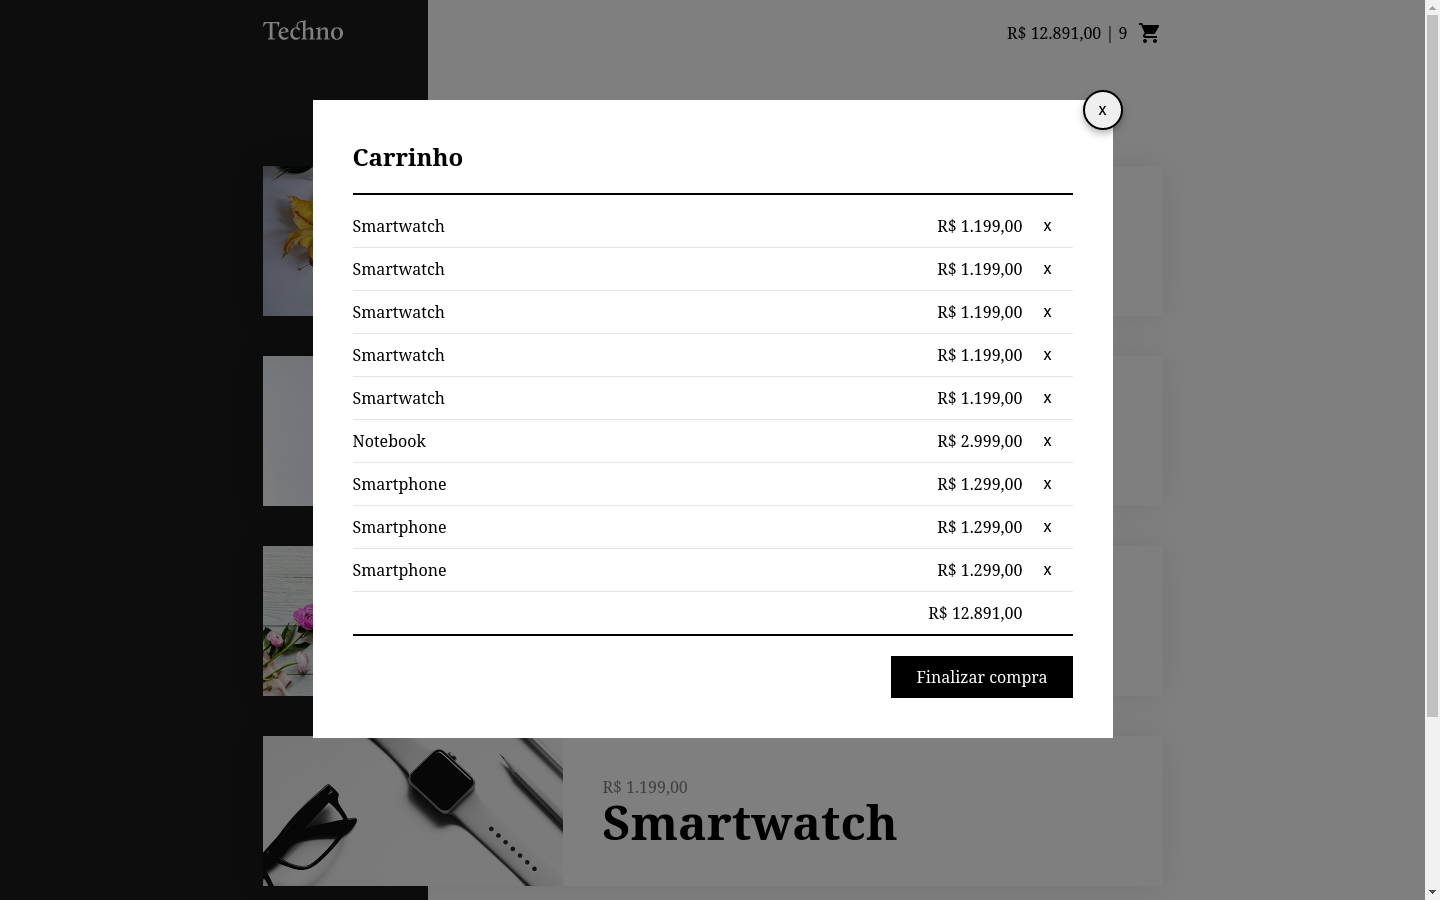 Techno
R$ 12.891,00 | 9
x
Carrinho
Smartwatch R$ 1.199,00 x
Smartwatch R$ 1.199,00 x
Smartwatch R$ 1.199,00 x
Smartwatch R$ 1.199,00 x
Smartwatch R$ 1.199,00 x
Notebook R$ 2.999,00 x
Smartphone R$ 1.299,00 x
Smartphone R$ 1.299,00 x
Smartphone R$ 1.299,00 x
R$ 12.891,00
Finalizar compra
R$ 1.199,00
Smartwatch